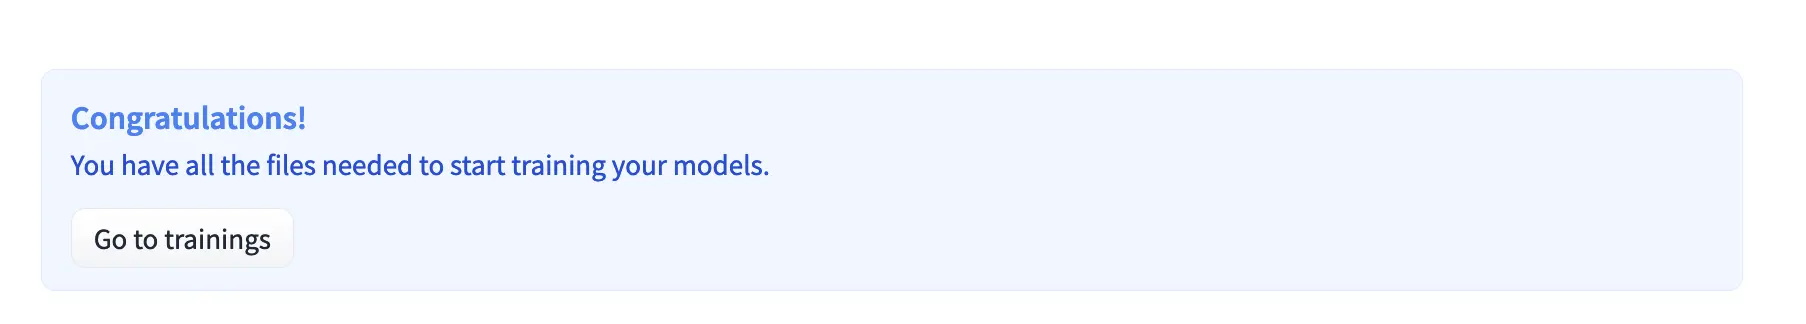 Congratulations!
You have all the files needed to start training your models.
Go to trainings